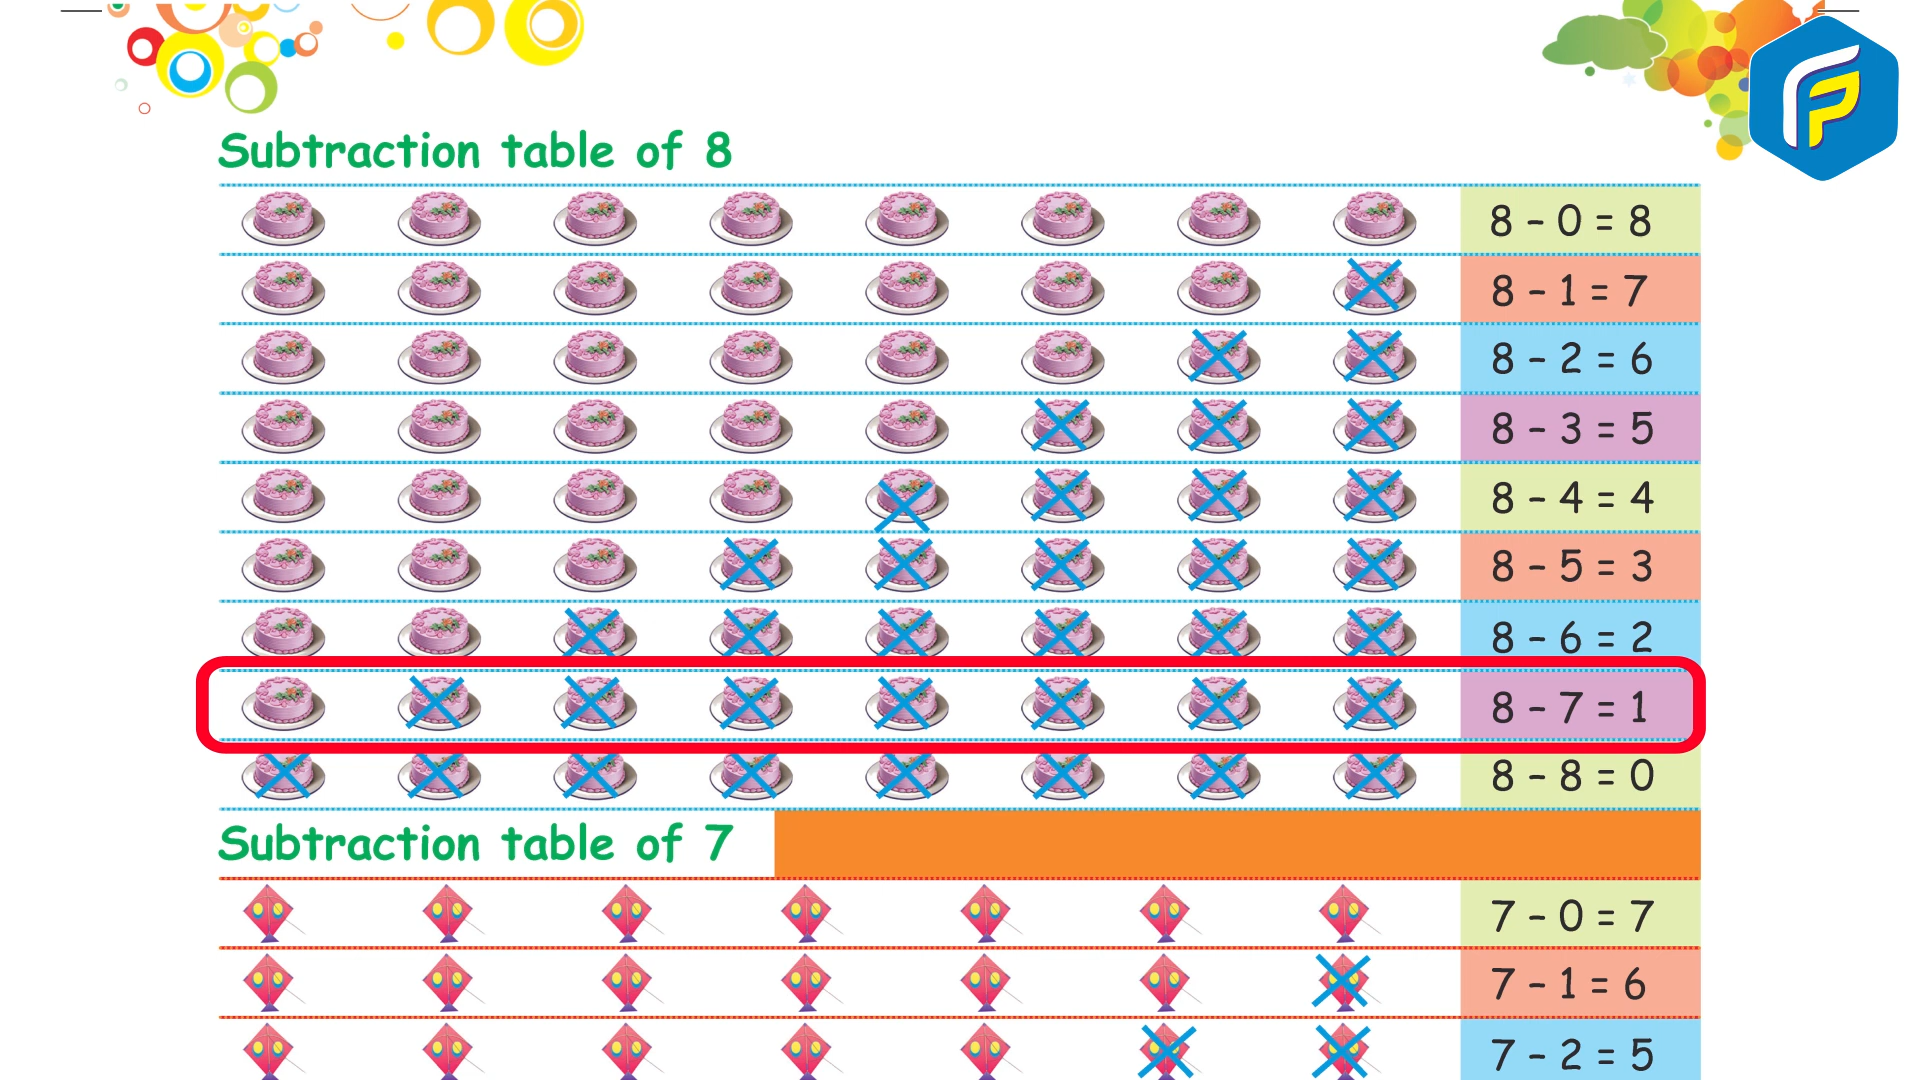 Subtraction table of 8
8 - 0 = 8
8 - 1 = 7
8 - 2 = 6
8 - 3 = 5
8 - 4 = 4
8 - 5 = 3
8 - 6 = 2
8 - 7 = 1
8 - 8 = 0
Subtraction table of 7
7 - 0 = 7
7 - 1 = 6
7 - 2 = 5